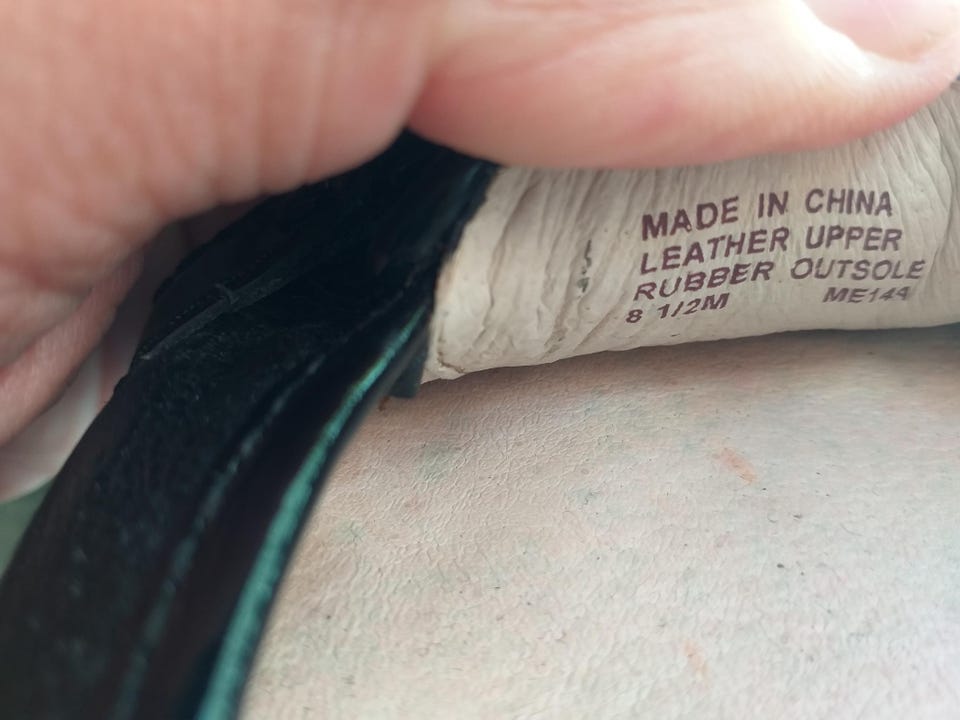 MADE IN CHINA
LEATHER UPPER
RUBBER OUTSOLE
8 1/2M ME144